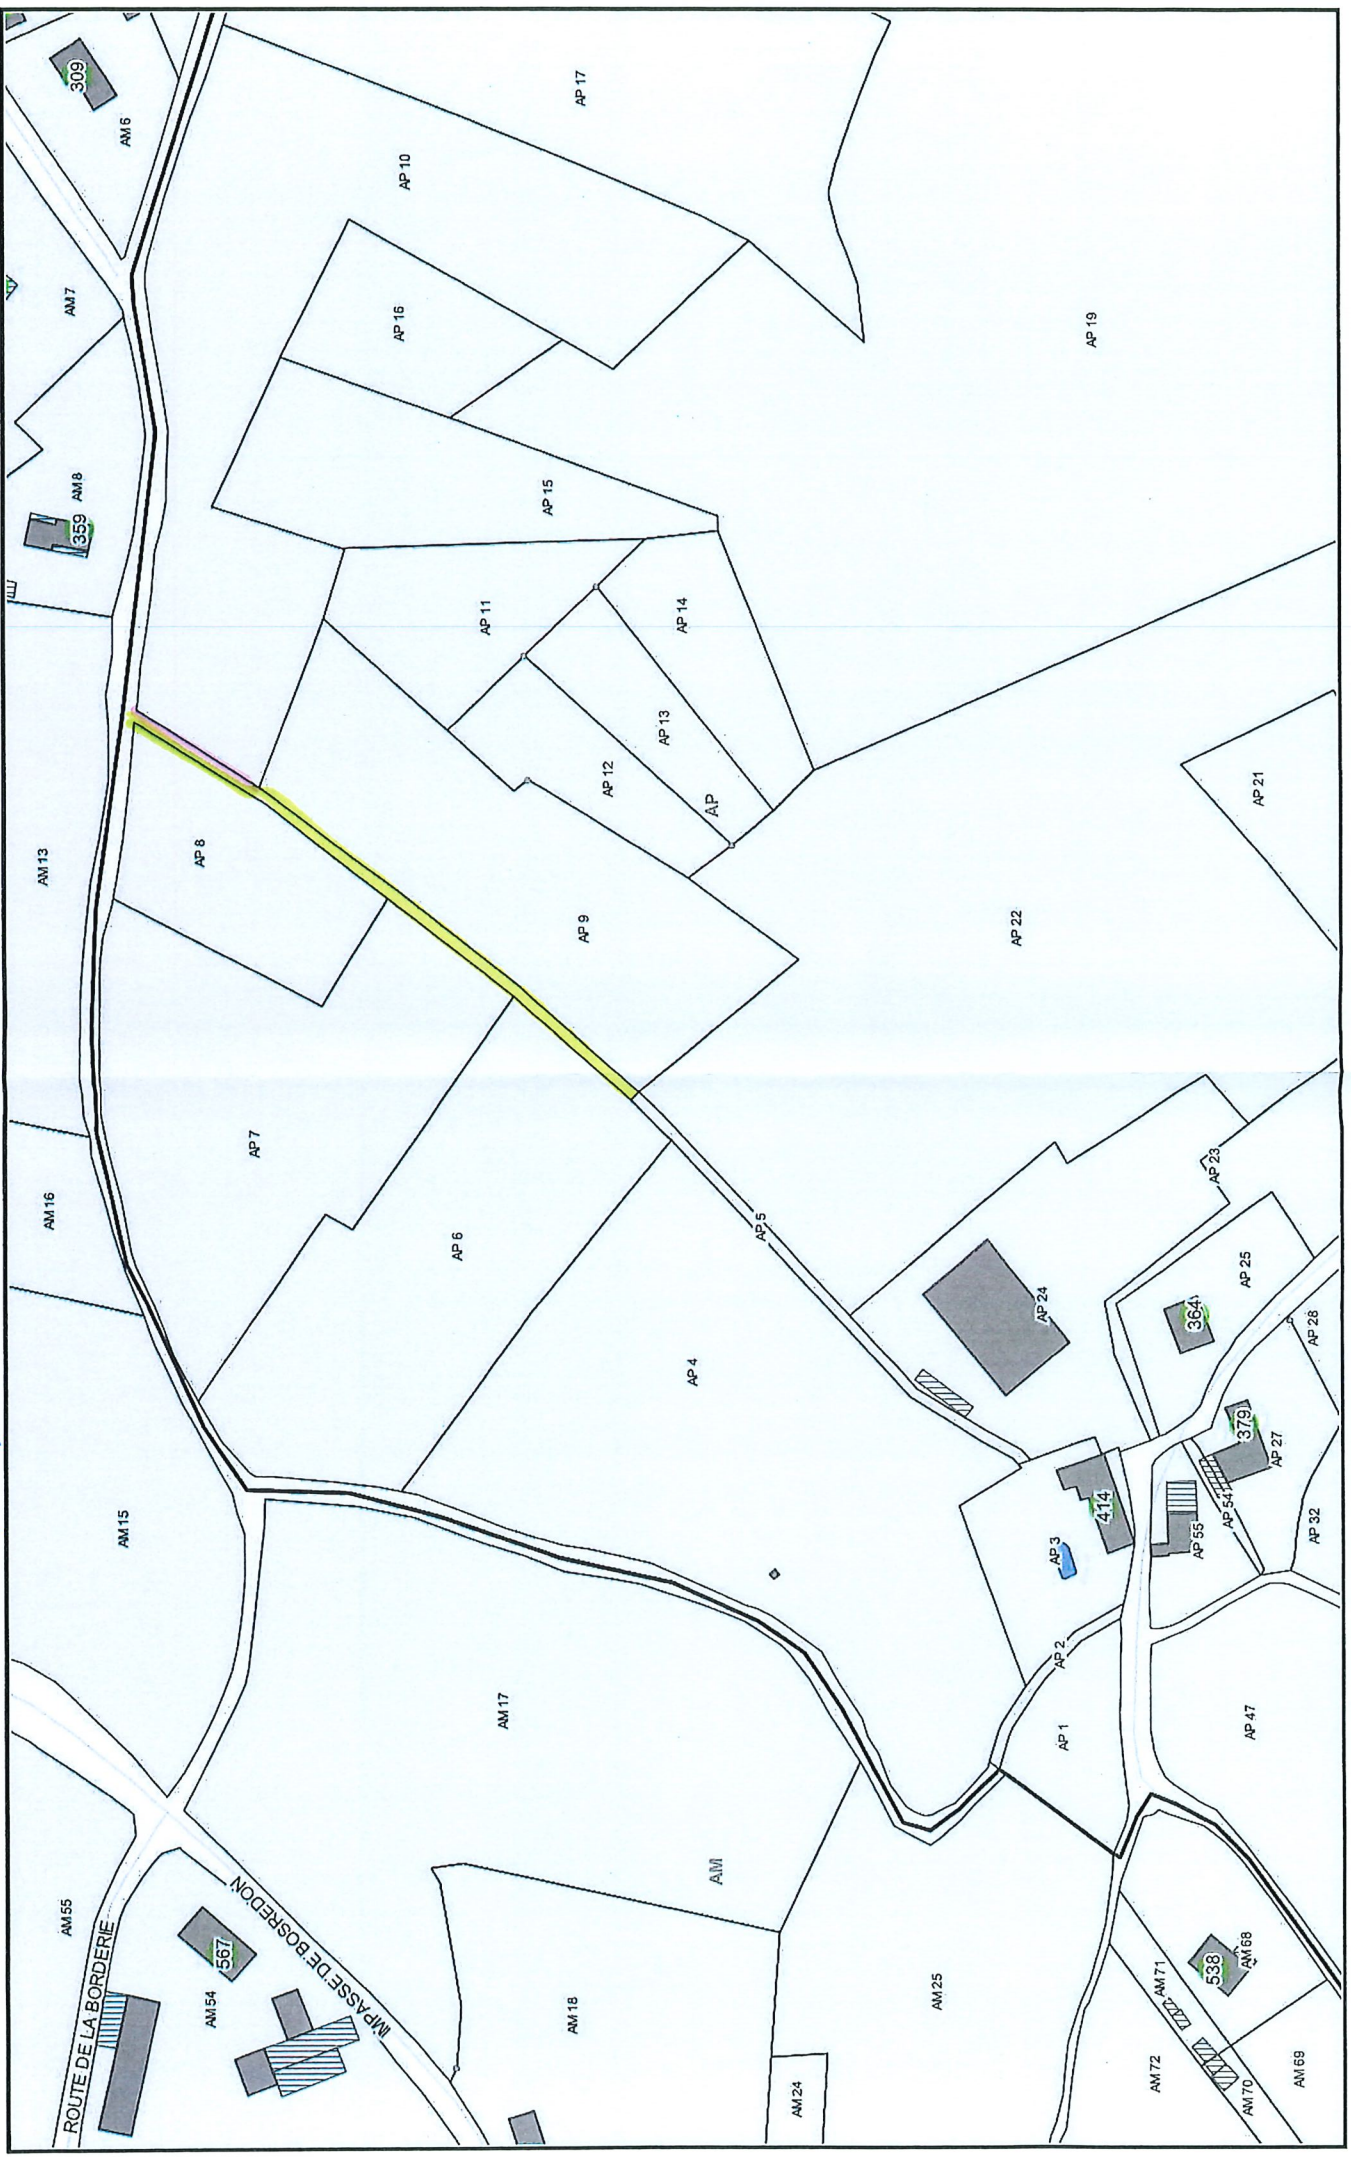 309
AM 6
AP 17
AP 10
AM 7
AP 16
AP 19
AM 8
359
AP 15
AP 11
AP 14
AP 13
AP 12
AP
AP 21
AM 13
AP 8
AP 9
AP 22
AP 7
AM 16
AP 6
AP 5
AP 23
AP 25
AP 24
364
AP 28
AP 4
379
AP 27
414
AP 54
AP 55
AP 32
AM 15
AP 3
AP 2
AM 17
AP 1
AP 47
AM
AM 55
ROUTE DE LA BORDERIE
567
IMPASSE DE BOSREDON
AM 54
AM 18
AM 25
AM 71
538
AM 68
AM 72
AM 24
AM 70
AM 69